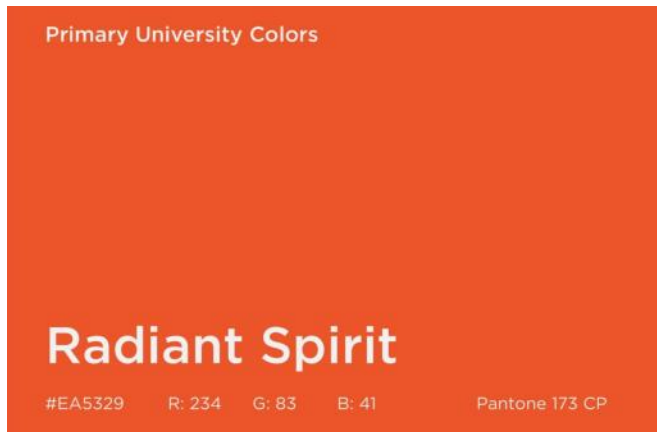 Primary University Colors
Radiant Spirit
#EA5329 R: 234 G: 83 B: 41 Pantone 173 CP